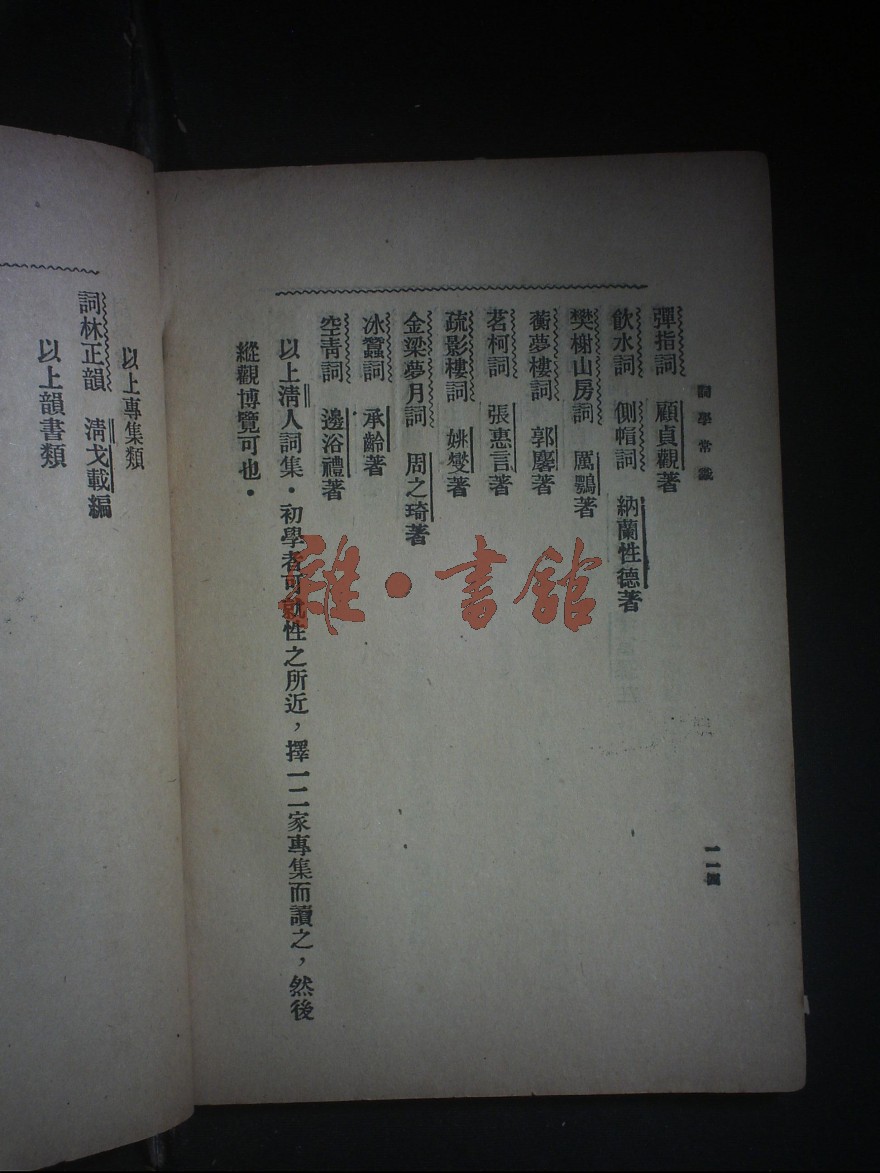 詞學常識
彈指詞　顧貞觀著
飲水詞　側帽詞　納蘭性德著
樊榭山房詞　厲鶚著
蘅夢樓詞　郭麐著
茗柯詞　張惠言著
疏影樓詞　姚燮著
金梁夢月詞　周之琦著
冰蠶詞　承齡著
空青詞　邊浴禮著
以上清人詞集．初學者可就性之所近，擇一二家專集而讀之，然後
縱觀博覽可也．
以上專集類
詞林正韻　清戈載編
以上韻書類
雜·書館